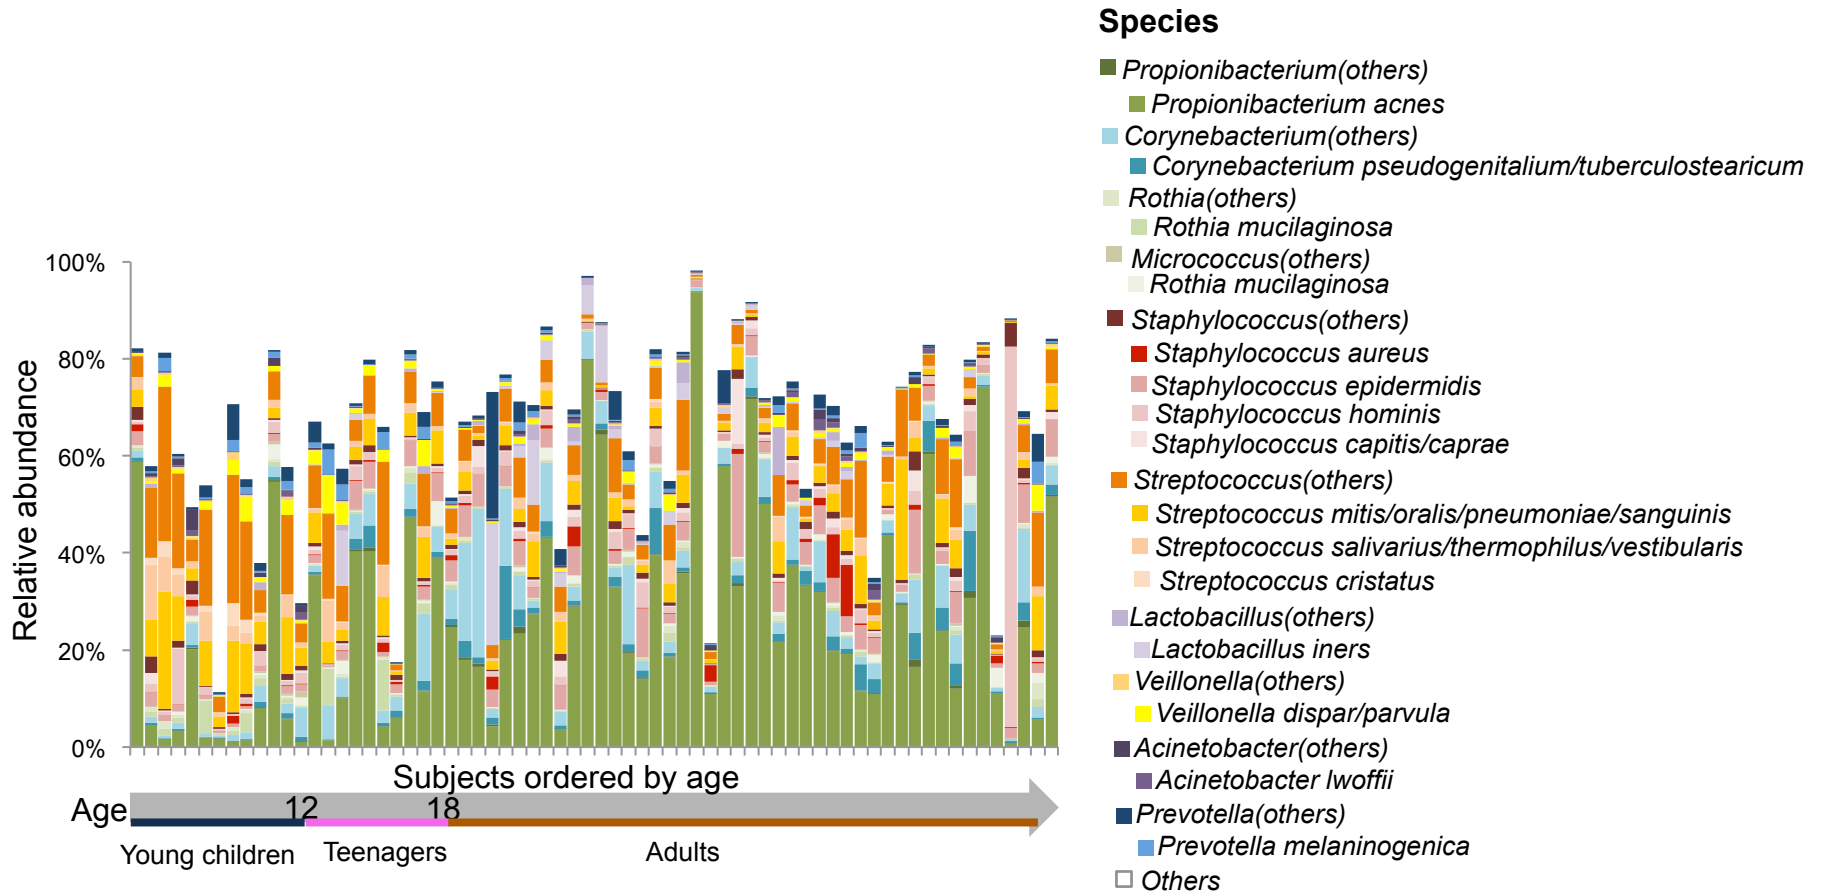 Species
Propionibacterium(others)
Propionibacterium acnes
Corynebacterium(others)
Corynebacterium pseudogenitalium/tuberculostearicum
Rothia(others)
Rothia mucilaginosa
Micrococcus(others)
Rothia mucilaginosa
Staphylococcus(others)
Staphylococcus aureus
Staphylococcus epidermidis
Staphylococcus hominis
Staphylococcus capitis/caprae
Streptococcus(others)
Streptococcus mitis/oralis/pneumoniae/sanguinis
Streptococcus salivarius/thermophilus/vestibularis
Streptococcus cristatus
Lactobacillus(others)
Lactobacillus iners
Veillonella(others)
Veillonella dispar/parvula
Acinetobacter(others)
Acinetobacter lwoffii
Prevotella(others)
Prevotella melaninogenica
Others
Relative abundance
100%
80%
60%
40%
20%
0%
Subjects ordered by age
Age
12
18
Young children
Teenagers
Adults